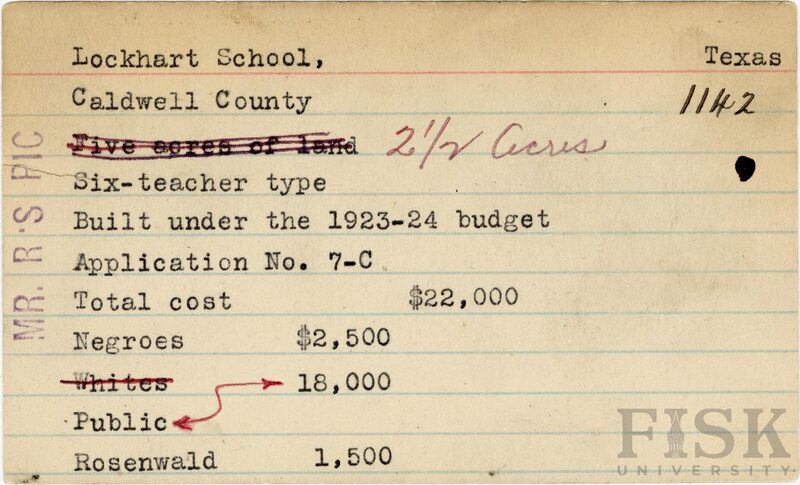 Lockhart School, Texas
Caldwell County 1142
Five acres of land 2 1/2 Acres
Six-teacher type
Built under the 1923-24 budget
Application No. 7-C
Total cost $22,000
Negroes $2,500
Whites 18,000
Public
Rosenwald 1,500
MR. R·S PIC
FISK
UNIVERSITY